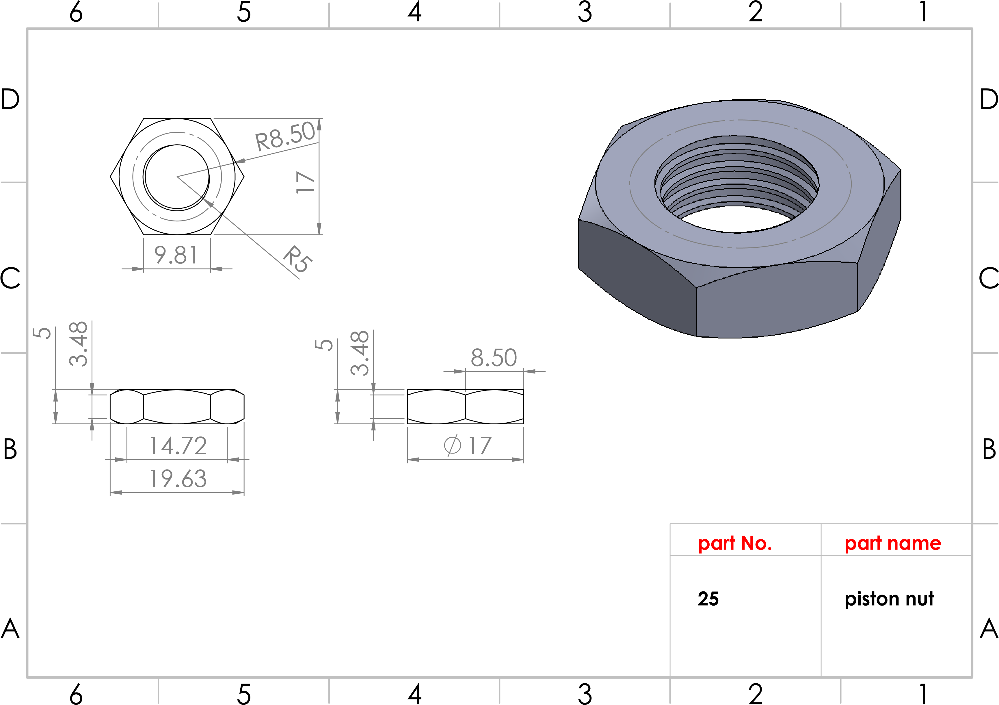 6 5 4 3 2 1
D D
R8.50
17
9.81
R5
C C
5 3.48
5 3.48 8.50
14.72
19.63
⌀ 17
B B
part No. part name
25 piston nut
A A
6 5 4 3 2 1